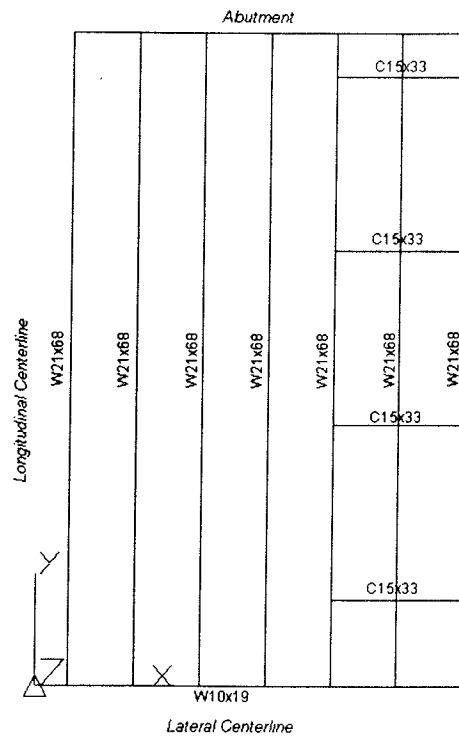 Abutment
C15x33
C15x33
Longitudinal Centerline
W21x68
W21x68
W21x68
W21x68
W21x68
W21x68
W21x68
C15x33
Y
C15x33
Z
X
W10x19
Lateral Centerline